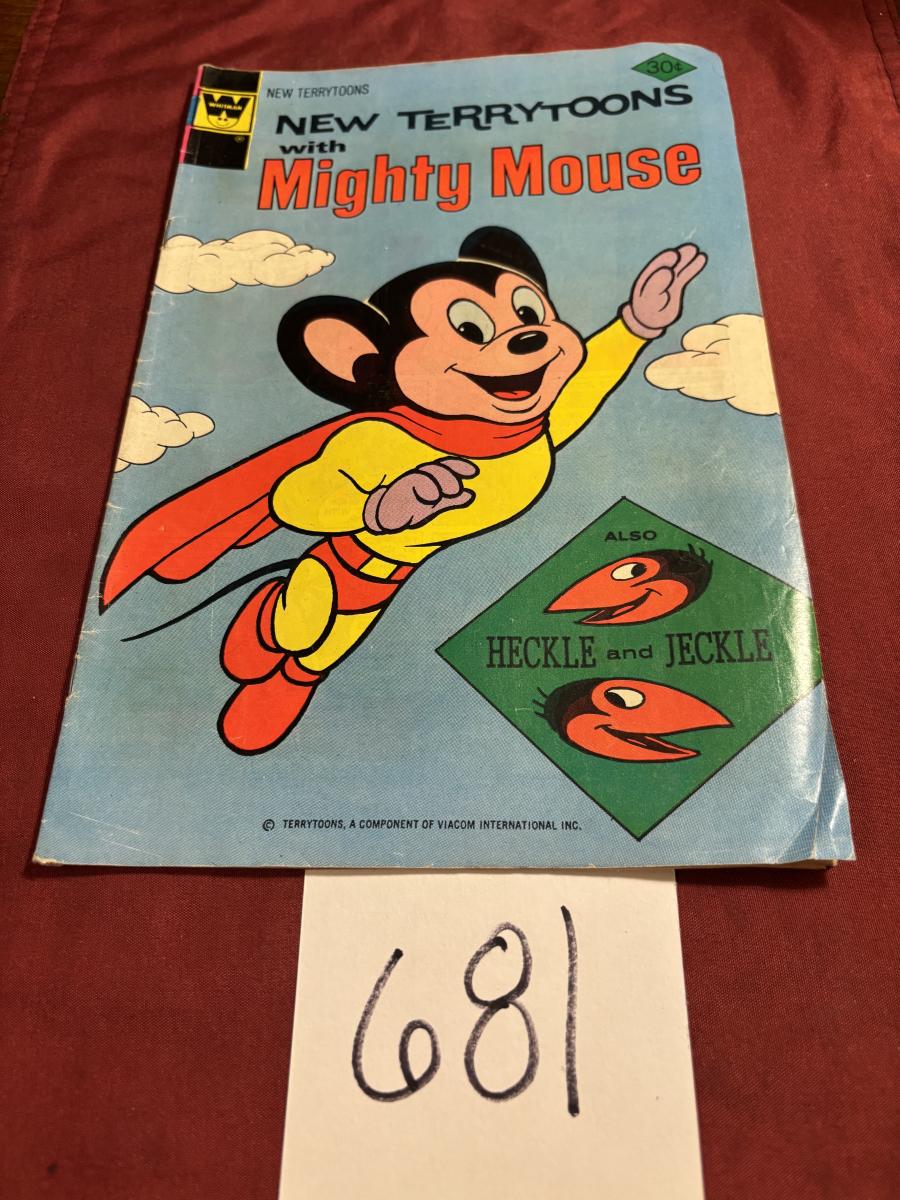 WHITMAN
®
NEW TERRYTOONS
30¢
NEW TERRYTOONS
with
Mighty Mouse
ALSO
HECKLE and JECKLE
© TERRYTOONS, A COMPONENT OF VIACOM INTERNATIONAL INC.
681